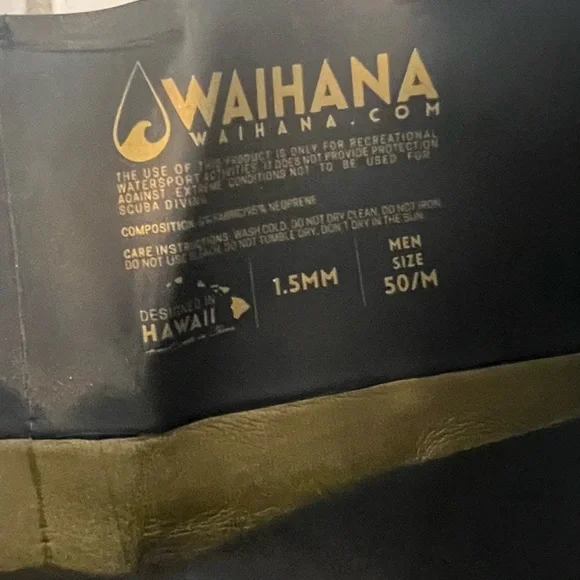 WAIHANA
WAIHANA.COM
THE USE OF THIS PRODUCT IS ONLY FOR RECREATIONAL
WATERSPORT ACTIVITIES. IT DOES NOT PROVIDE PROTECTION
AGAINST EXTREME CONDITIONS NOT TO BE USED FOR
SCUBA DIVING
COMPOSITION: NEOPRENE
CARE INSTRUCTIONS: WASH COLD. DO NOT DRY CLEAN. DO NOT IRON.
DO NOT USE BLEACH. DO NOT TUMBLE DRY. DON'T DRY IN THE SUN.
DESIGNED IN
HAWAII
1.5MM
MEN
SIZE
50/M